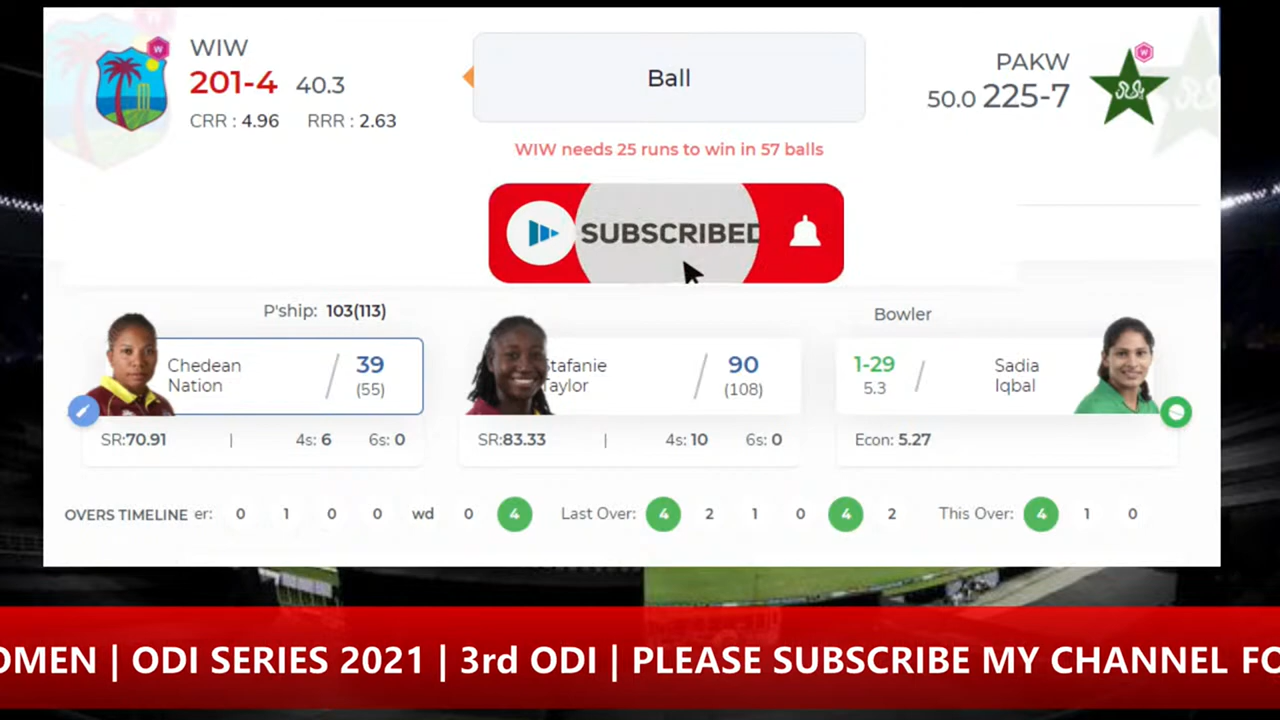 WIW
201-4 40.3
CRR : 4.96 RRR : 2.63
Ball
PAKW
50.0 225-7
WIW needs 25 runs to win in 57 balls
SUBSCRIBED
P'ship: 103(113)
Bowler
Chedean
Nation
39
(55)
Stafanie
Taylor
90
(108)
1-29
5.3
Sadia
Iqbal
SR:70.91 | 4s: 6 6s: 0
SR:83.33 | 4s: 10 6s: 0
Econ: 5.27
OVERS TIMELINE er: 0 1 0 0 wd 0 4 Last Over: 4 2 1 0 4 2 This Over: 4 1 0
OMEN | ODI SERIES 2021 | 3rd ODI | PLEASE SUBSCRIBE MY CHANNEL FO